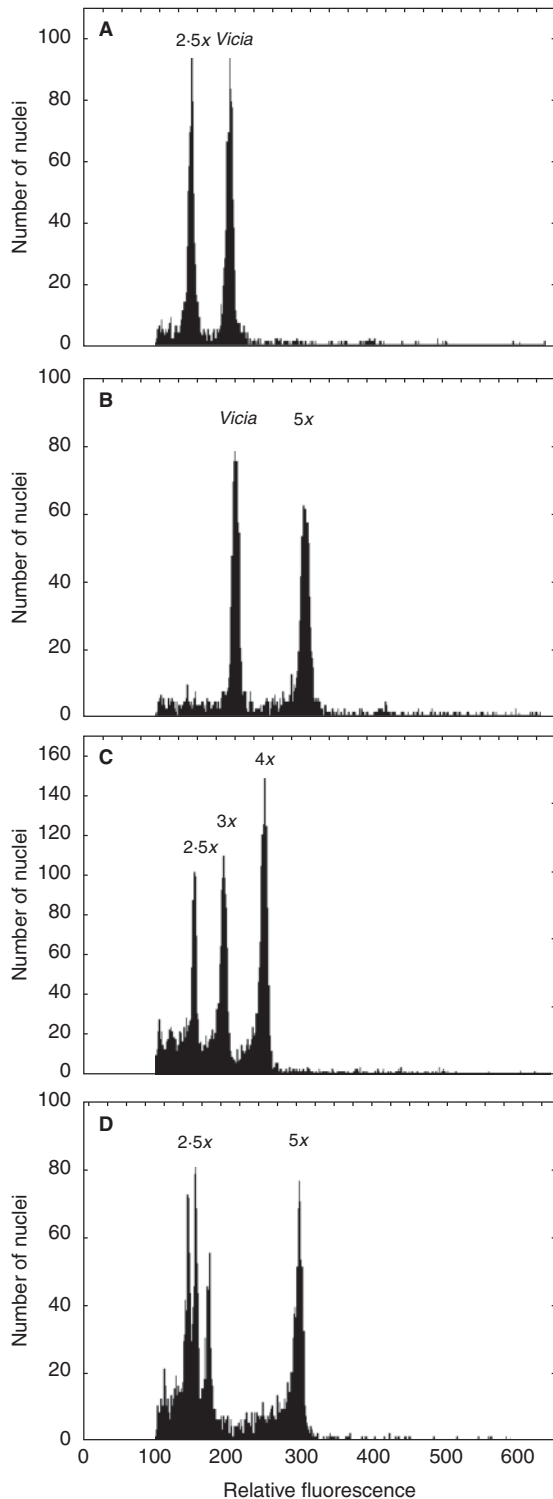 A
2·5x Vicia
100
80
60
40
20
0
Number of nuclei
B
Vicia 5x
100
80
60
40
20
0
Number of nuclei
C
4x
3x
2·5x
160
140
120
100
80
60
40
20
0
Number of nuclei
D
2·5x 5x
100
80
60
40
20
0
Number of nuclei
0 100 200 300 400 500 600
Relative fluorescence